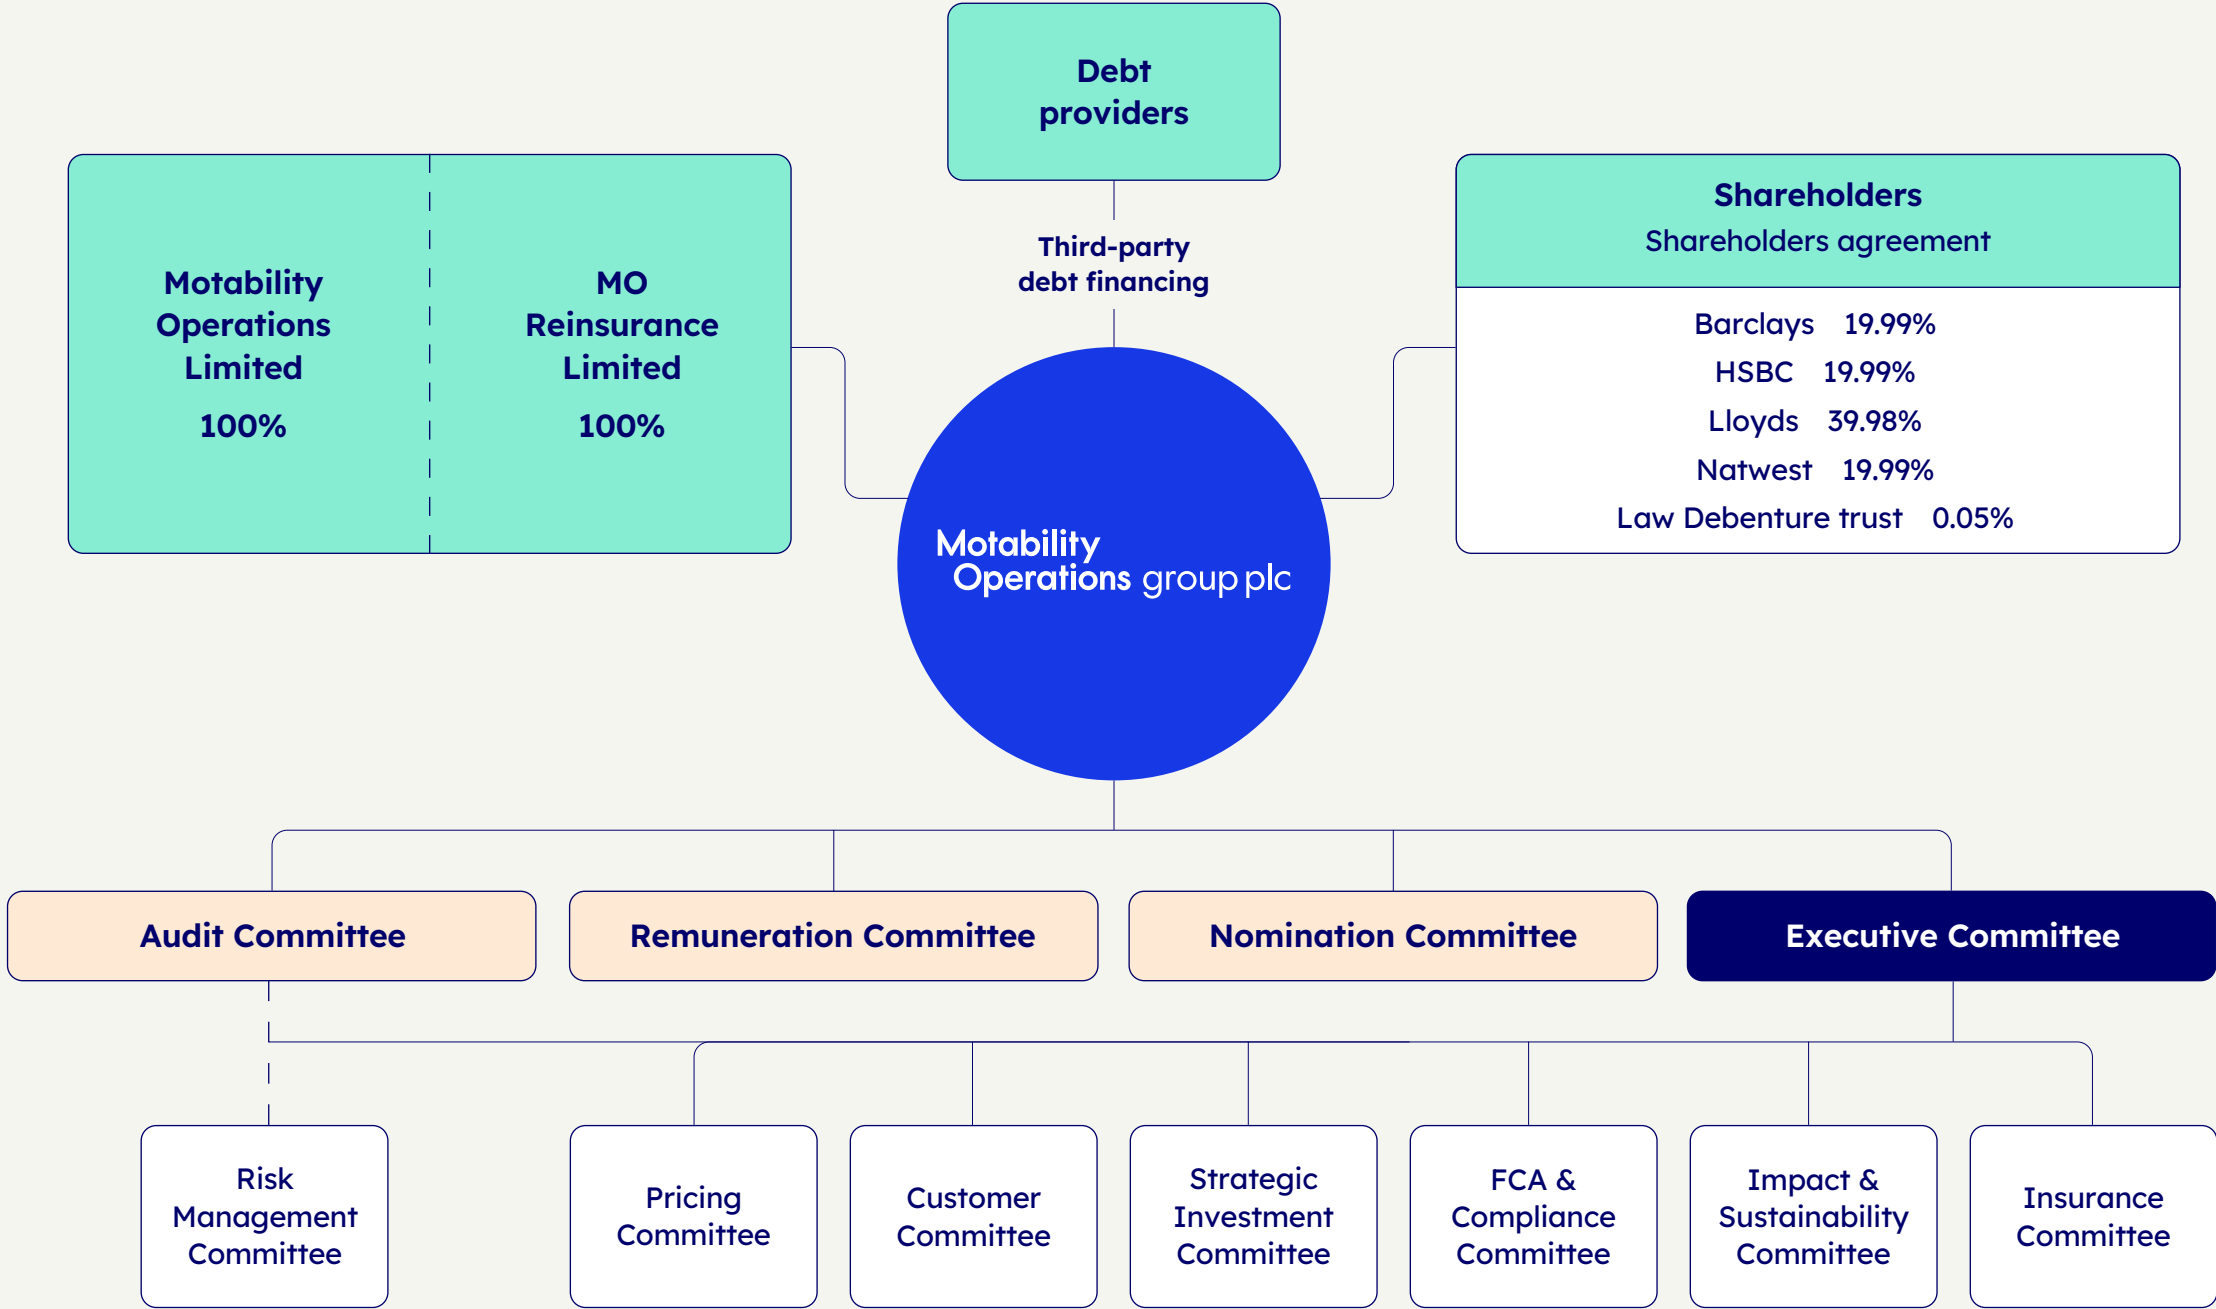 Debt
providers
Third-party
debt financing
Motability
Operations
Limited
100%
MO
Reinsurance
Limited
100%
Shareholders
Shareholders agreement
Barclays 19.99%
HSBC 19.99%
Lloyds 39.98%
Natwest 19.99%
Law Debenture trust 0.05%
Motability
Operations group plc
Audit Committee
Remuneration Committee
Nomination Committee
Executive Committee
Risk
Management
Committee
Pricing
Committee
Customer
Committee
Strategic
Investment
Committee
FCA &
Compliance
Committee
Impact &
Sustainability
Committee
Insurance
Committee